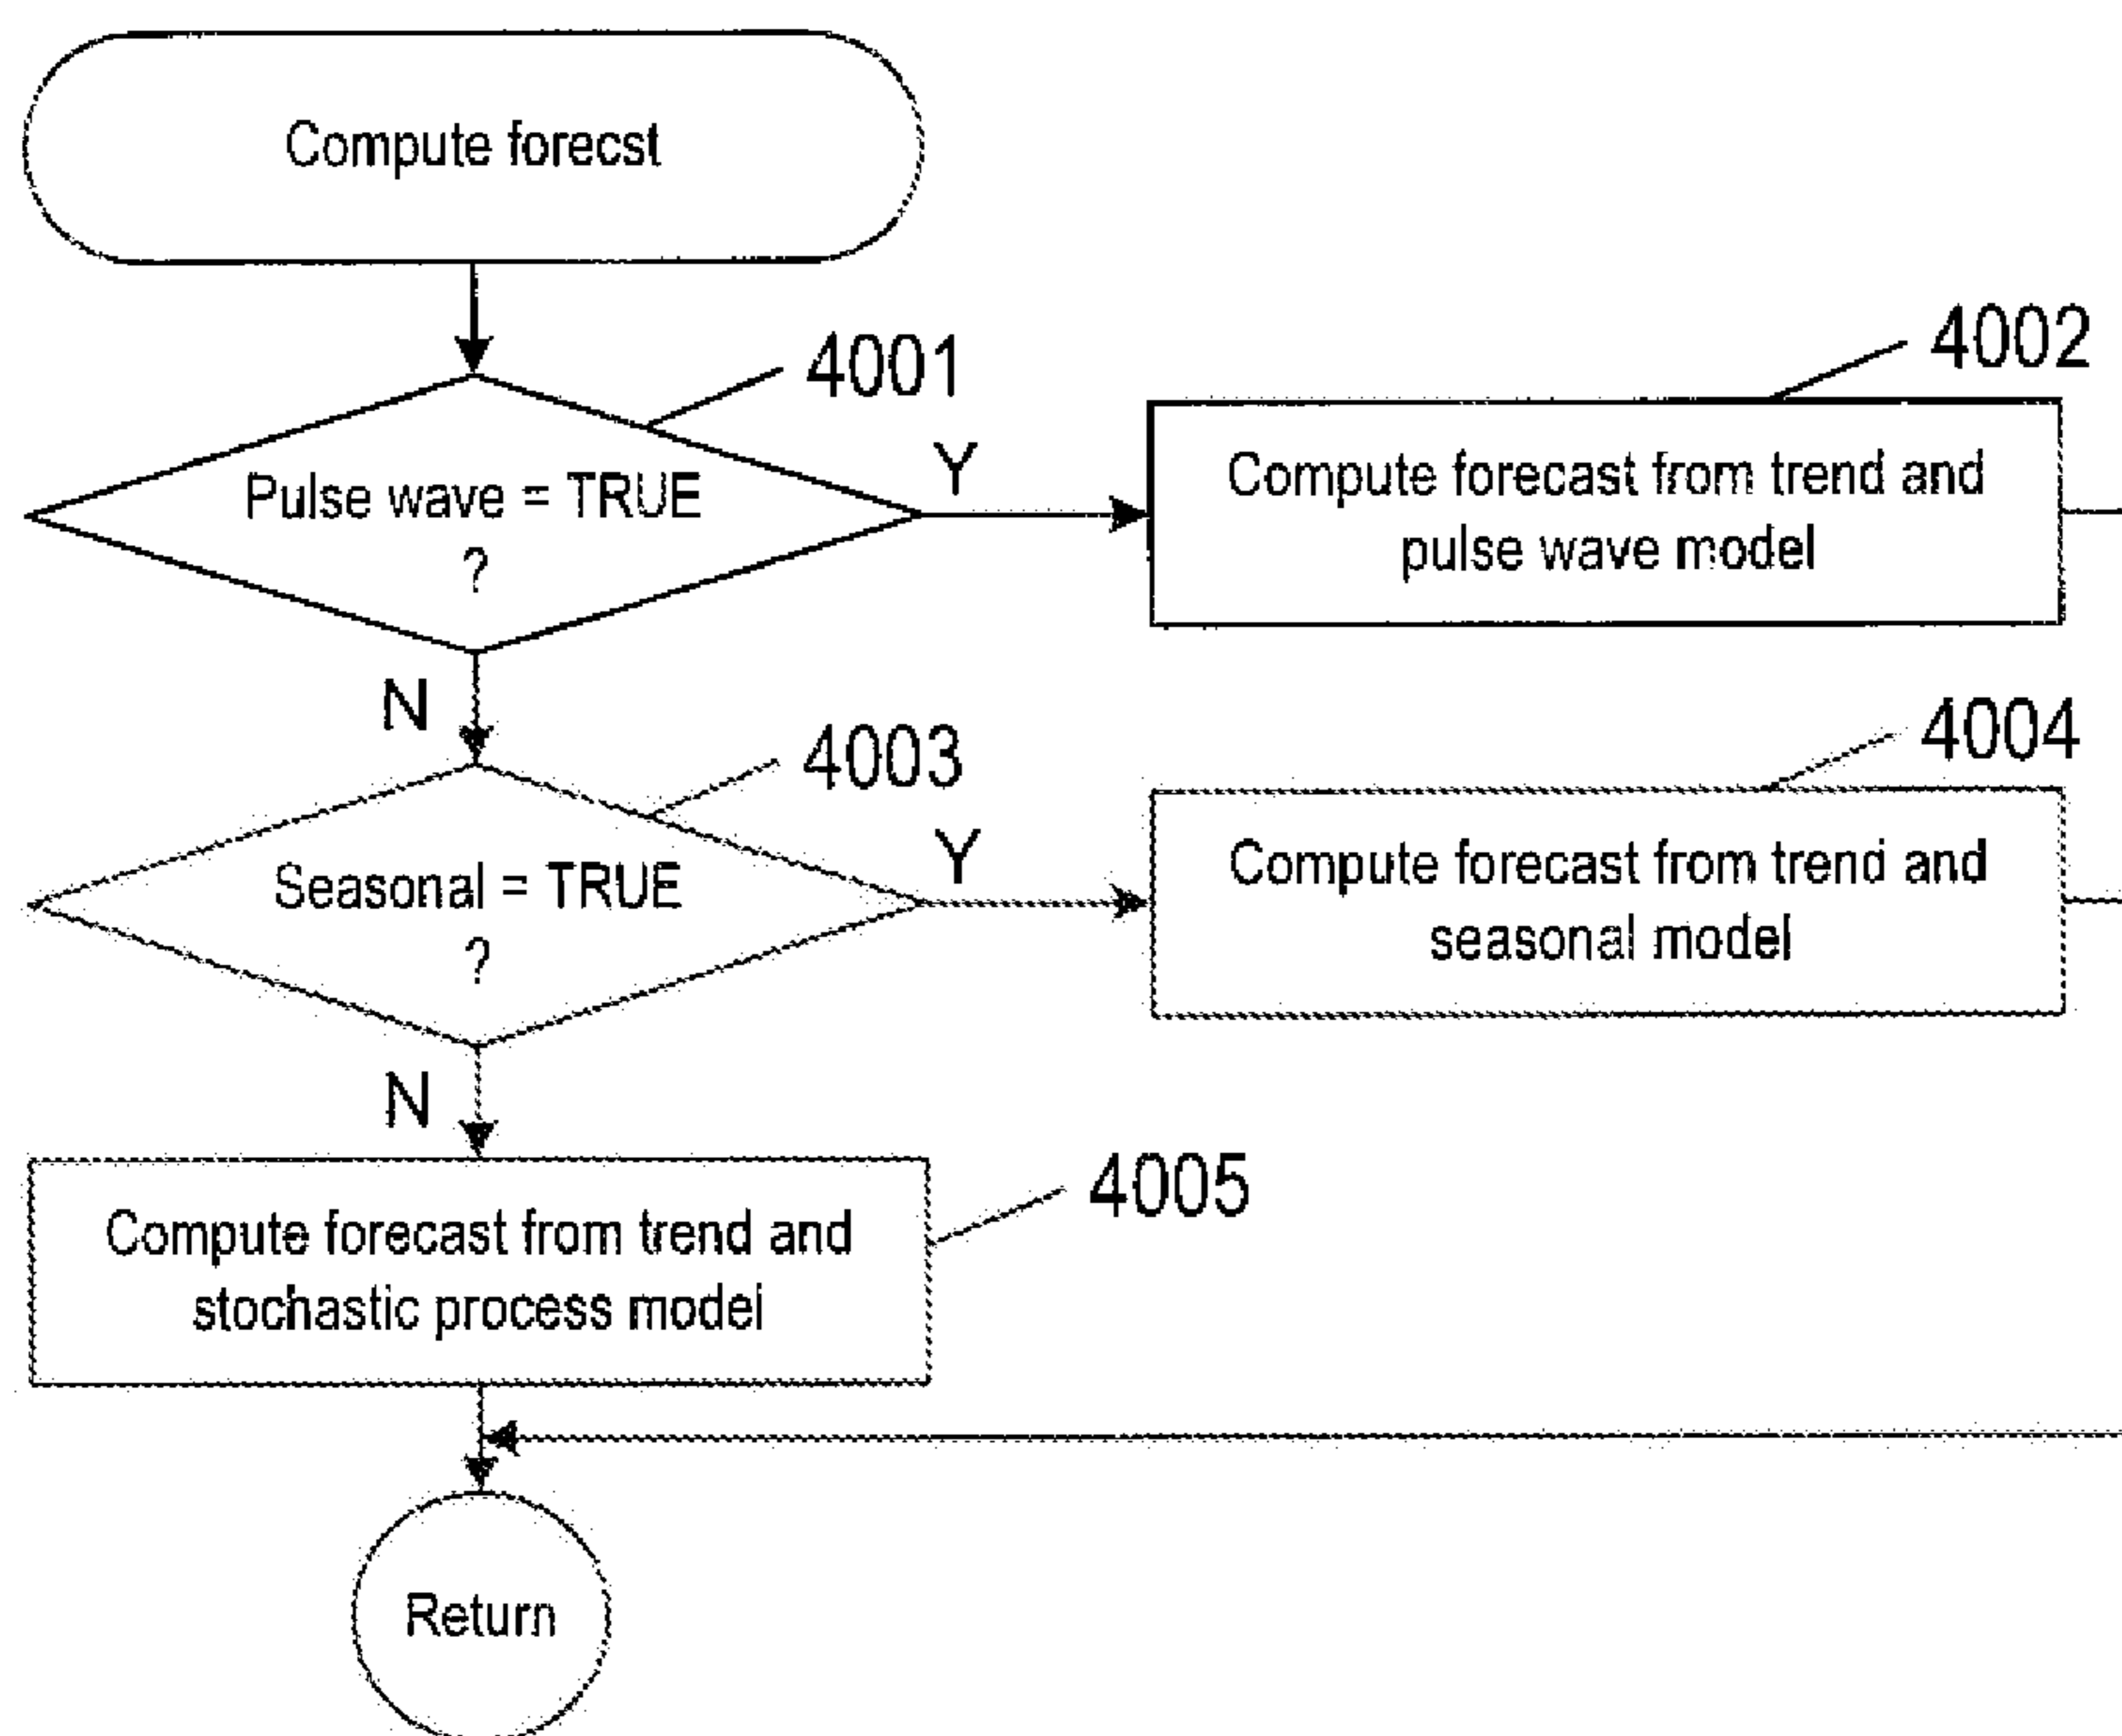 Compute forecst
4001
4002
Pulse wave = TRUE
?
Y
Compute forecast from trend and
pulse wave model
N
4003
4004
Seasonal = TRUE
?
Y
Compute forecast from trend and
seasonal model
N
4005
Compute forecast from trend and
stochastic process model
Return